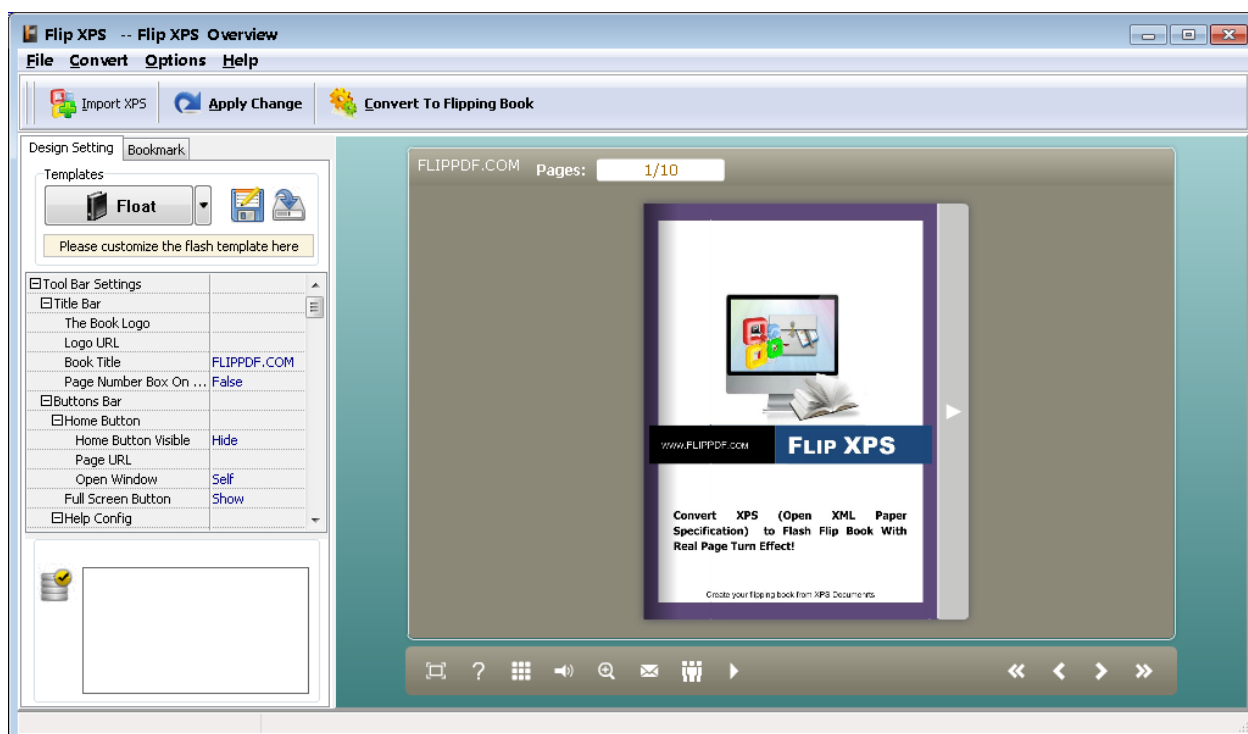 Flip XPS -- Flip XPS Overview
File Convert Options Help
Import XPS Apply Change Convert To Flipping Book
Design Setting Bookmark
Templates
Float
Please customize the flash template here
Tool Bar Settings
Title Bar
The Book Logo
Logo URL
Book Title FLIPPDF.COM
Page Number Box On ... False
Buttons Bar
Home Button
Home Button Visible Hide
Page URL
Open Window Self
Full Screen Button Show
Help Config
FLIPPDF.COM Pages: 1/10
www.FLIPPDF.com FLIP XPS
Convert XPS (Open XML Paper
Specification) to Flash Flip Book With
Real Page Turn Effect!
Create your flipping book from XPS Documents